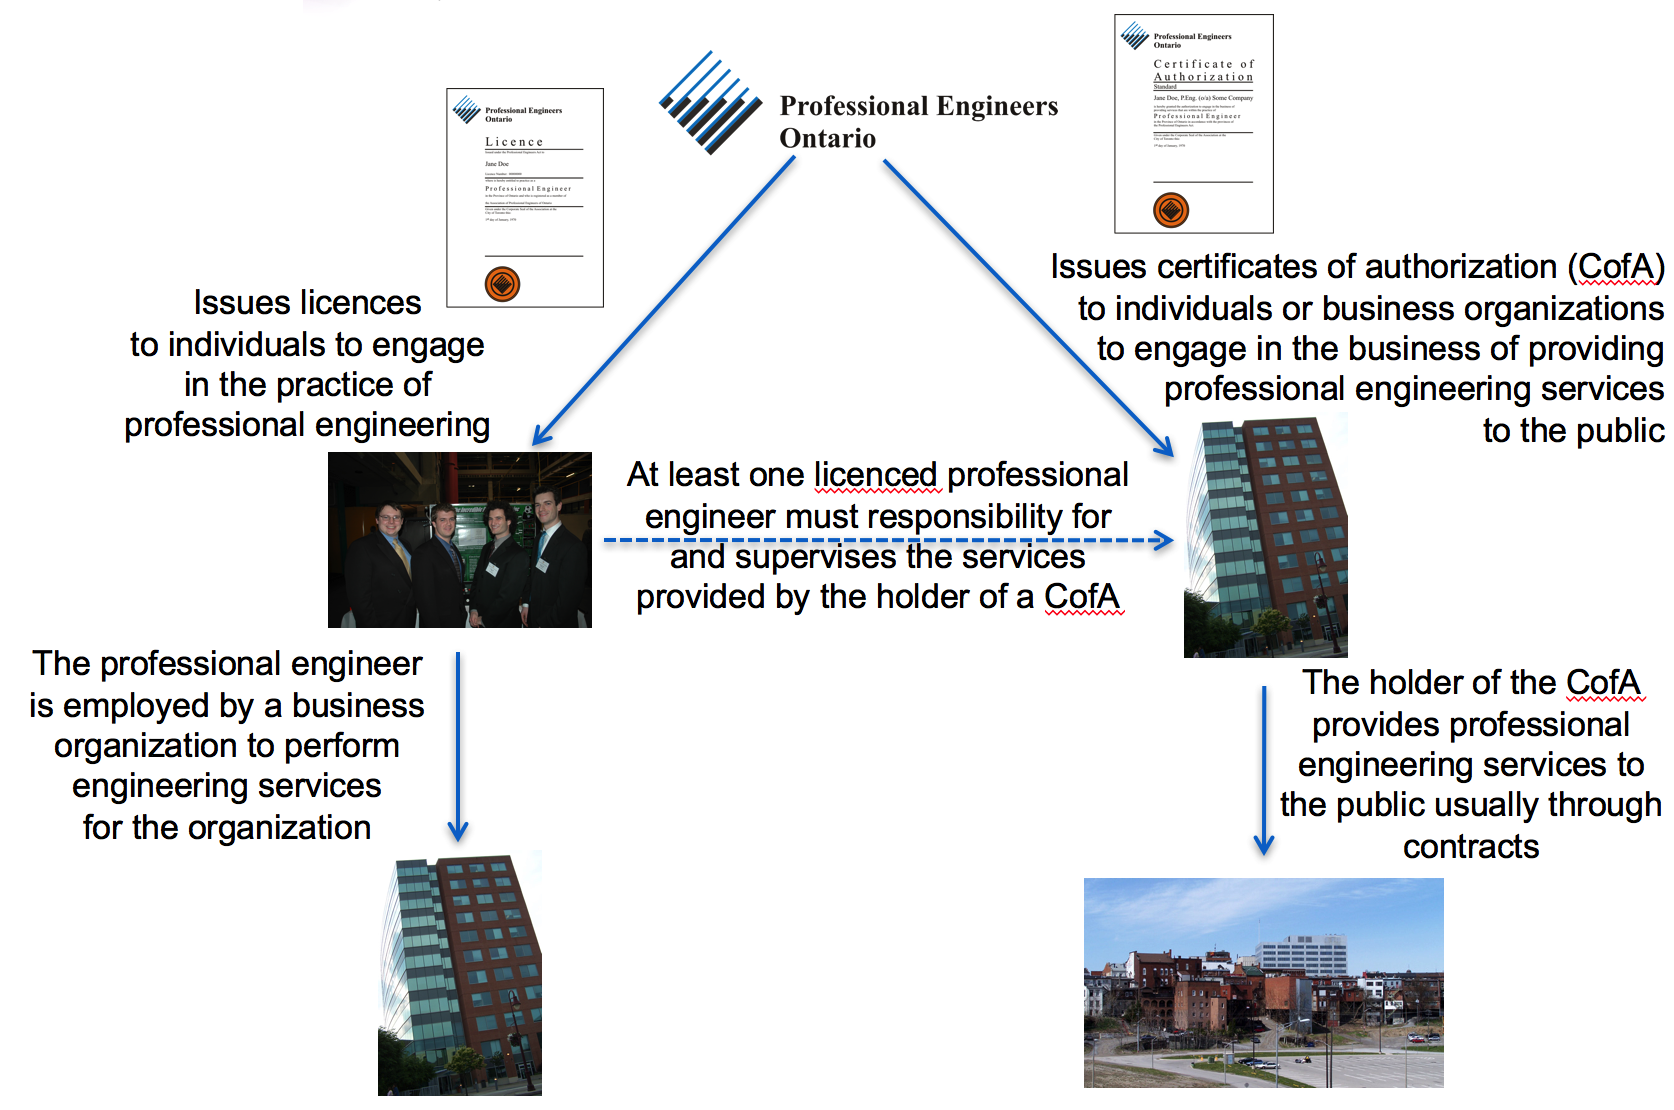 Professional Engineers
Ontario
Professional Engineers
Ontario
Licence
Jane Doe
Professional Engineer
Professional Engineers
Ontario
Certificate of
Authorization
Standard
Jane Doe, P.Eng. (o/a) Some Company
Professional Engineer
Issues licences
to individuals to engage
in the practice of
professional engineering
Issues certificates of authorization (CofA)
to individuals or business organizations
to engage in the business of providing
professional engineering services
to the public
At least one licenced professional
engineer must responsibility for
and supervises the services
provided by the holder of a CofA
The professional engineer
is employed by a business
organization to perform
engineering services
for the organization
The holder of the CofA
provides professional
engineering services to
the public usually through
contracts